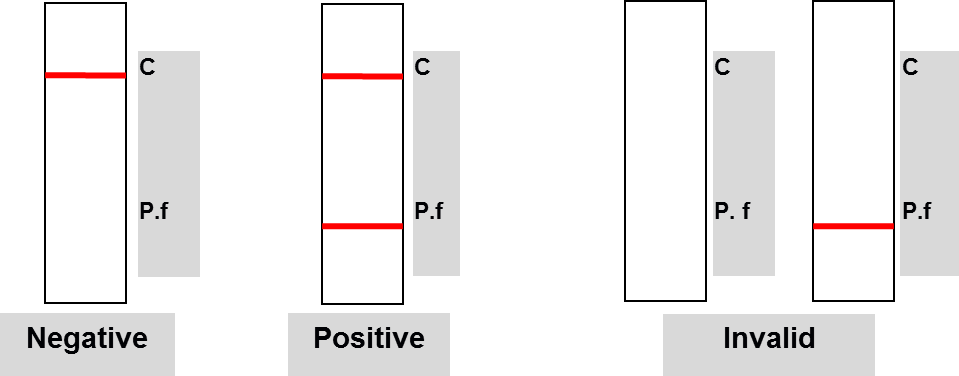 C
P.f
C
P.f
C
P. f
C
P.f
Negative
Positive
Invalid